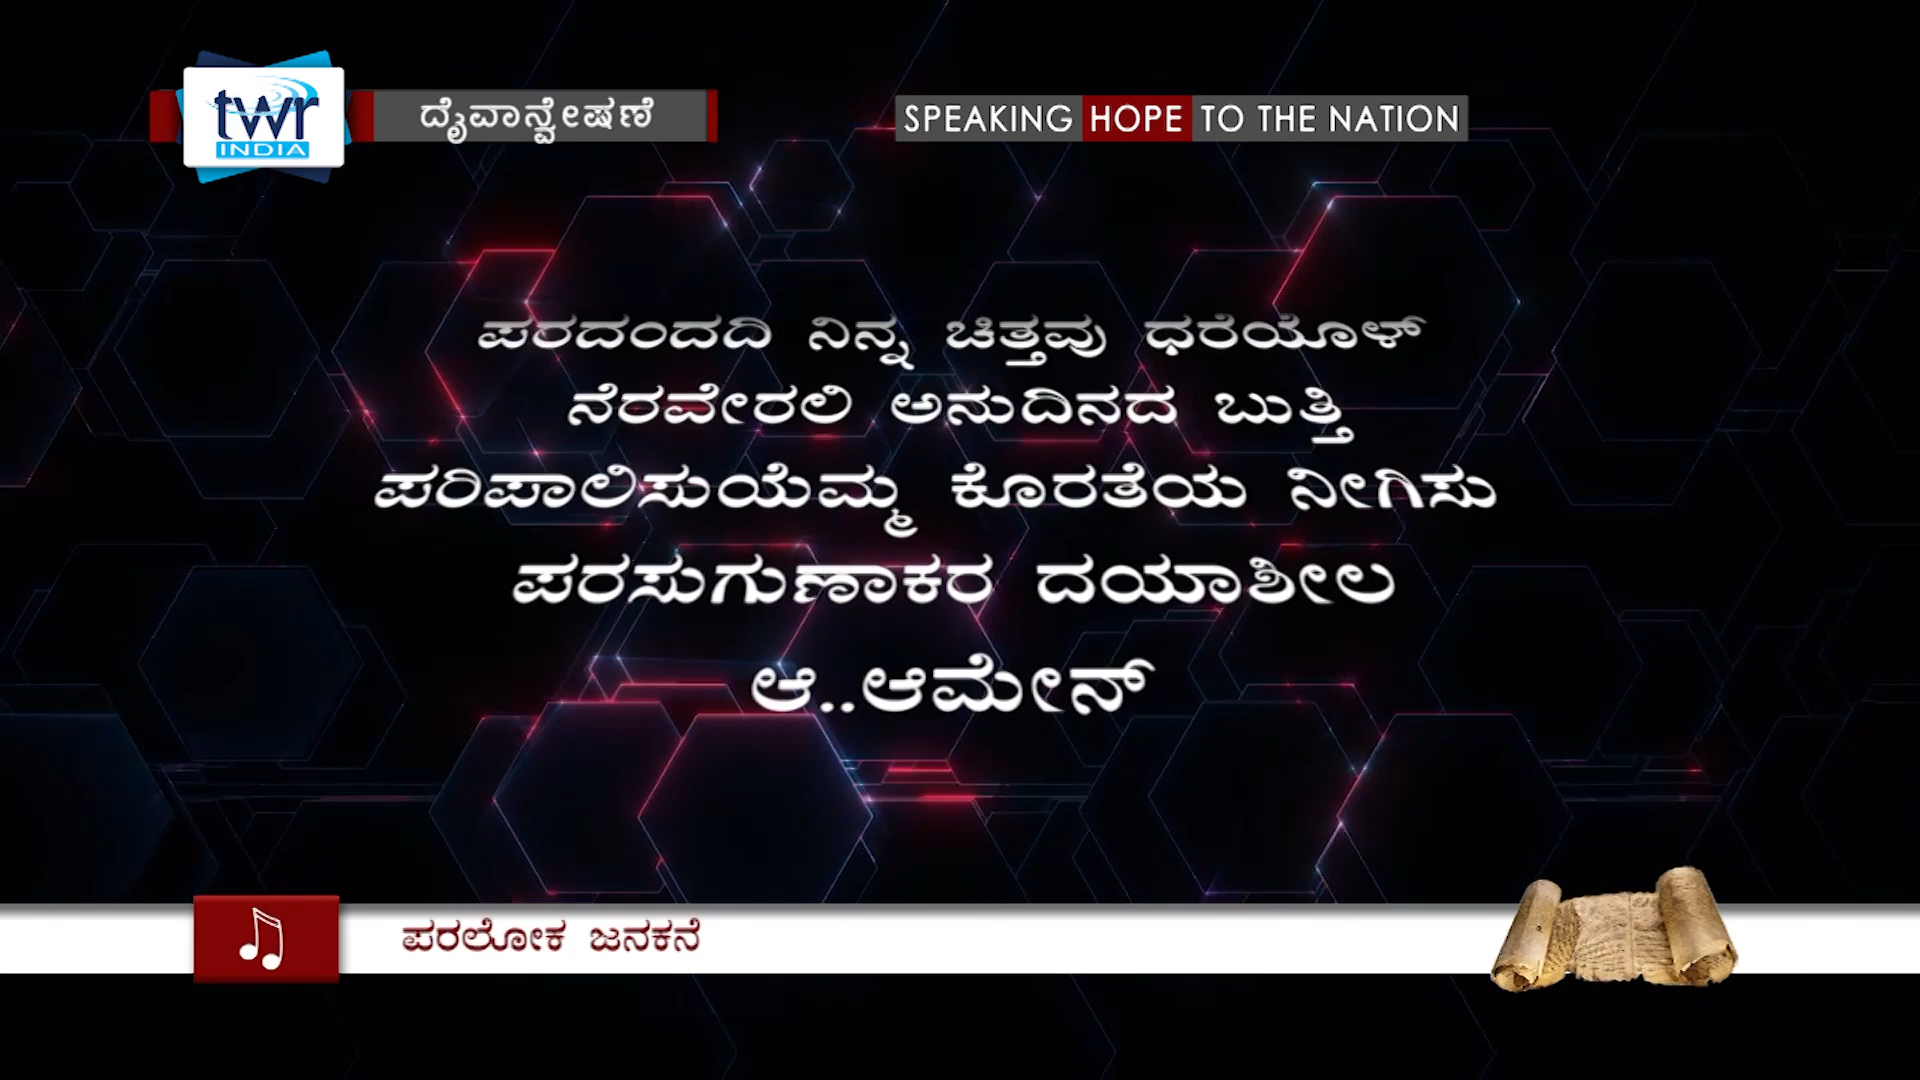 twr
INDIA
ದೈವಾನ್ವೇಷಣೆ
SPEAKING HOPE TO THE NATION
ಪರದಂದದಿ ನಿನ್ನ ಚಿತ್ತವು ಧರೆಯೊಳ್
ನೆರವೇರಲಿ ಅನುದಿನದ ಬುತ್ತಿ
ಪರಿಪಾಲಿಸುಯೆಮ್ಮ ಕೊರತೆಯ ನೀಗಿಸು
ಪರಸುಗುಣಾಕರ ದಯಾಶೀಲ
ಆ..ಆಮೇನ್
ಪರಲೋಕ ಜನಕನೆ